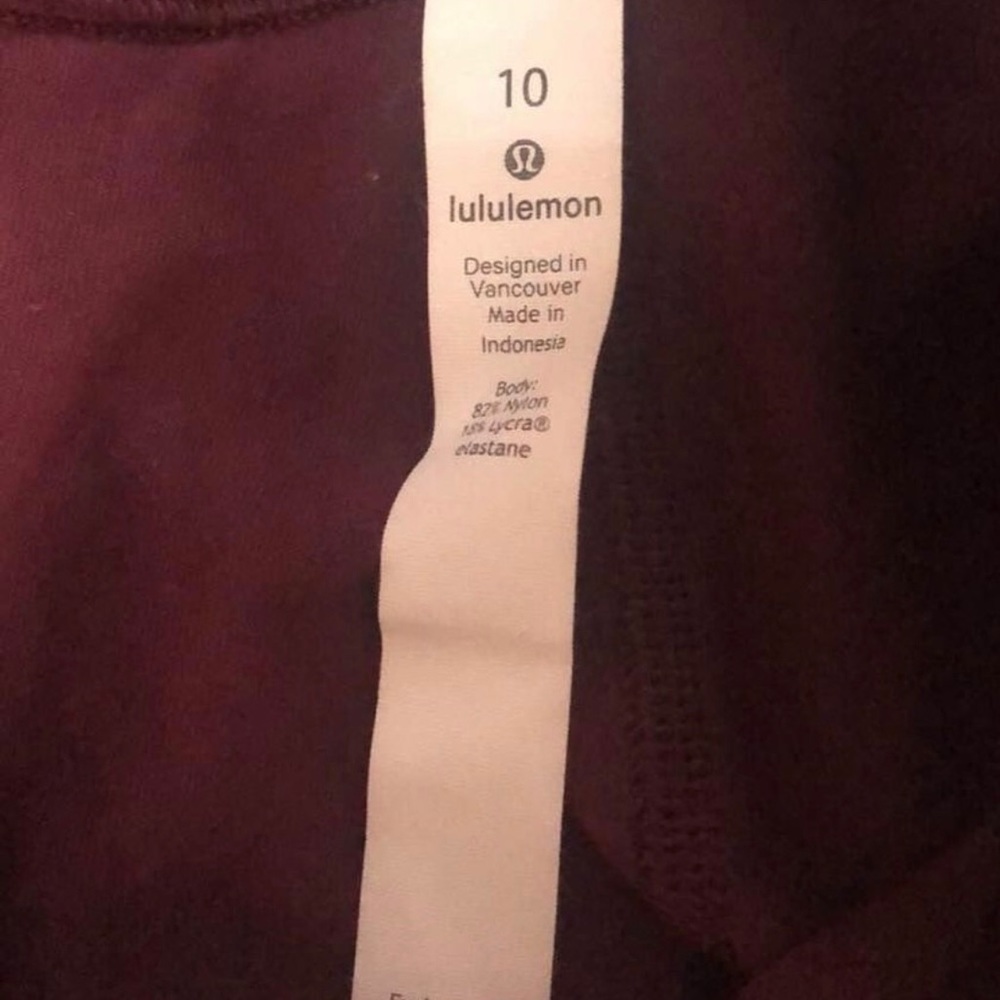 10
lululemon
Designed in
Vancouver
Made in
Indonesia
Body:
82% Nylon
18% Lycra®
elastane